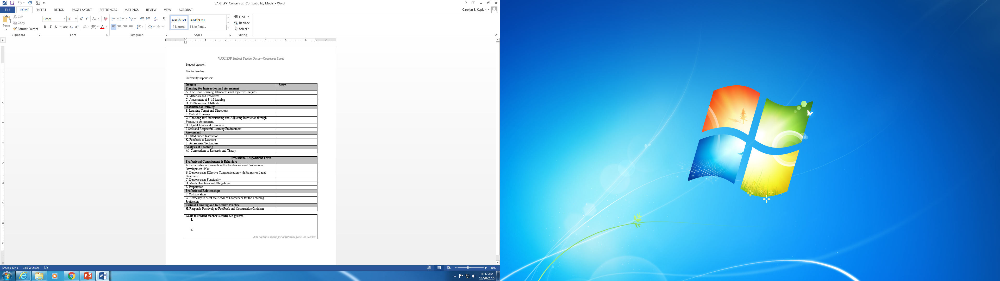 VARI_EPP_Consensus [Compatibility Mode] - Word
FILE HOME INSERT DESIGN PAGE LAYOUT REFERENCES MAILINGS REVIEW VIEW ACROBAT
Carolyn S. Kaplan
Paste
Cut
Copy
Format Painter
Clipboard
Times 11
Font
Paragraph
AaBbCcD AaBbCcD
¶ Normal ¶ List Para...
Styles
Find
Replace
Select
Editing
VARI-EPP Student Teacher Form—Consensus Sheet
Student teacher:
Mentor teacher:
University supervisor:
Domain Score
Planning for Instruction and Assessment
A. Focus for Learning: Standards and Objectives/Targets
B. Materials and Resources
C. Assessment of P–12 learning
D. Differentiated Methods
Instructional Delivery
E. Learning Target and Directions
F. Critical Thinking
G. Checking for Understanding and Adjusting Instruction through
Formative Assessment
H. Digital Tools and Resources
I. Safe and Respectful Learning Environment
Assessment
J. Data-Guided Instruction
K. Feedback to Learners
L. Assessment Techniques
Analysis of Teaching
M. Connections to Research and Theory
Professional Dispositions Form
Professional Commitment & Behaviors
A. Participates in Research and/or Evidence-based Professional
Development (PD)
B. Demonstrates Effective Communication with Parents or Legal
Guardians
C. Demonstrates Punctuality
D. Meets Deadlines and Obligations
E. Preparation
Professional Relationships
F. Collaboration
G. Advocacy to Meet the Needs of Learners or for the Teaching
Profession
Critical Thinking and Reflective Practice
H. Responds Positively to Feedback and Constructive Criticism
Goals to student teacher's continued growth:
1.
2.
Add addition sheets for additional goals as needed
PAGE 1 OF 1 165 WORDS
80%
11:32 AM
10/20/2015